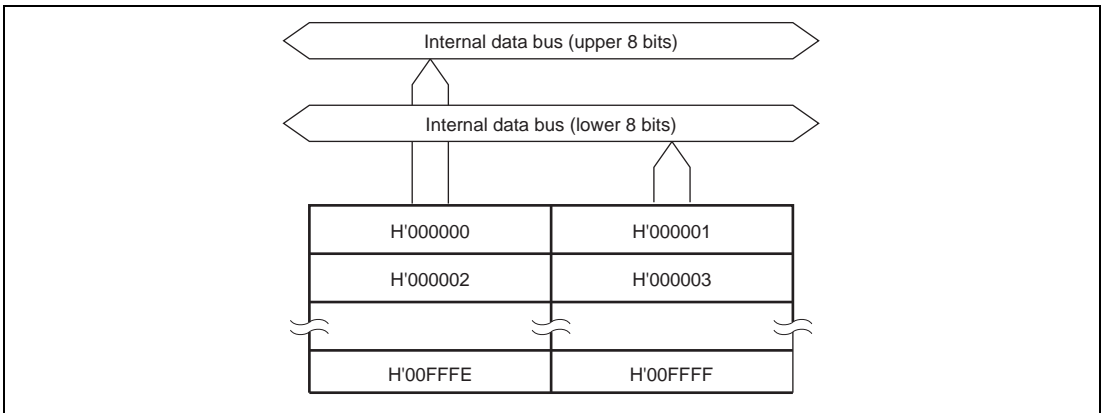 Internal data bus (upper 8 bits)
Internal data bus (lower 8 bits)
H'000000 H'000001
H'000002 H'000003
H'00FFFE H'00FFFF